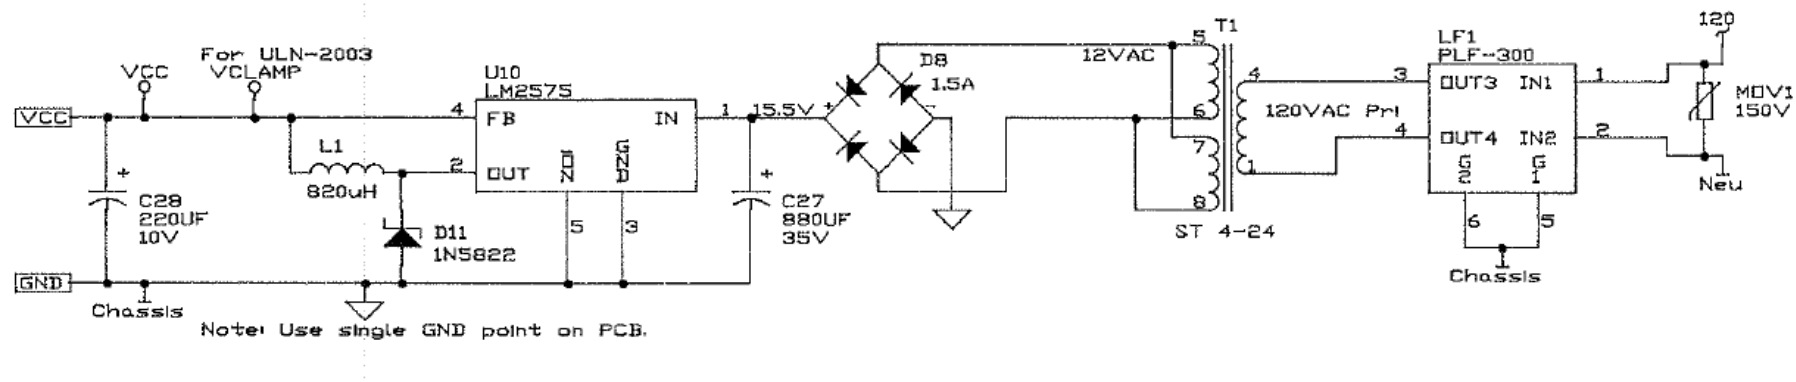 For ULN-2003
VCC
VCLAMP
VCC
U10
LM2575
4
FB
IN
1
15.5V
L1
820uH
2
OUT
ON
GND
5
3
+
C28
220UF
10V
D11
1N5822
+
C27
880UF
35V
GND
Chassis
Note: Use single GND point on PCB.
+
-
D8
1.5A
12VAC
T1
5
6
7
8
ST 4-24
4
120VAC Pri
1
LF1
PLF-300
3
OUT3
IN1
1
4
OUT4
IN2
2
G2
G1
6
5
Chassis
120
MOV1
150V
Neu